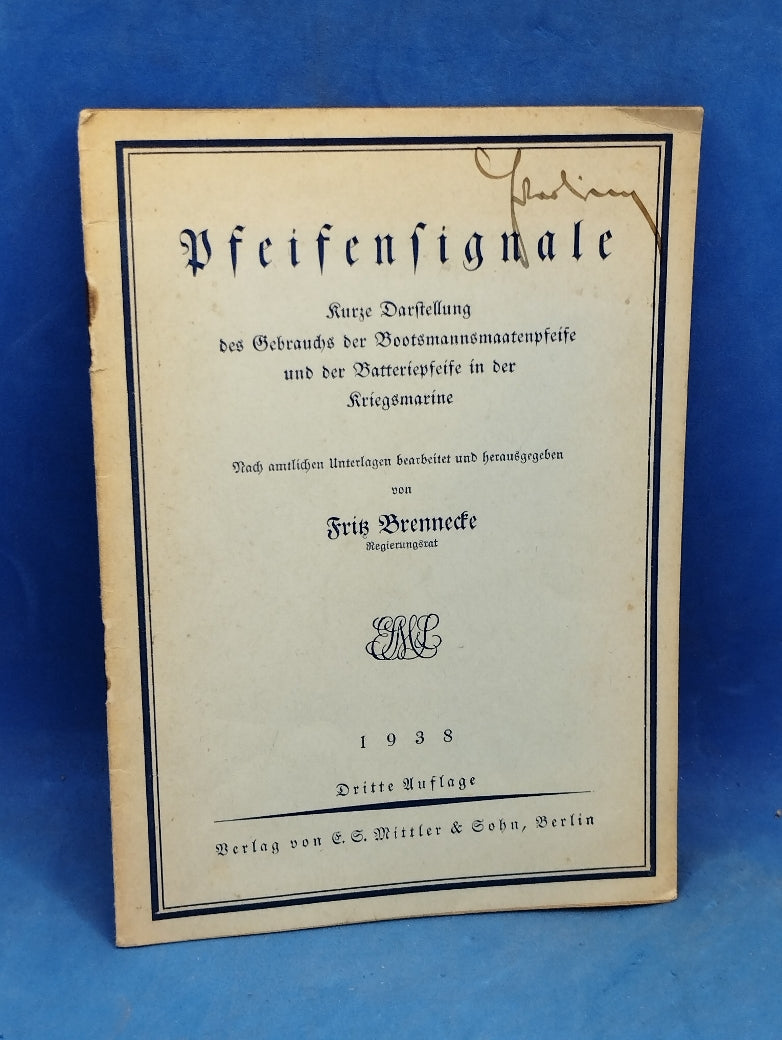 Pfeifenſignale
Kurze Darſtellung
des Gebrauchs der Bootsmannsmaatenpfeife
und der Batteriepfeife in der
Kriegsmarine
Nach amtlichen Unterlagen bearbeitet und herausgegeben
von
Fritz Brennecke
Regierungsrat
1938
Dritte Auflage
Verlag von E. S. Mittler & Sohn, Berlin